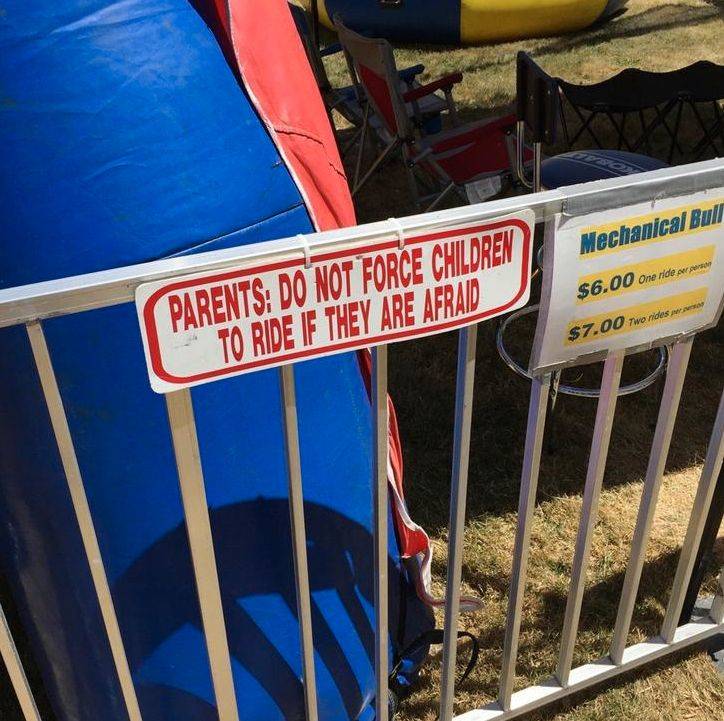 PARENTS: DO NOT FORCE CHILDREN
TO RIDE IF THEY ARE AFRAID
Mechanical Bull
$6.00 One ride per person
$7.00 Two rides per person
KOBALT